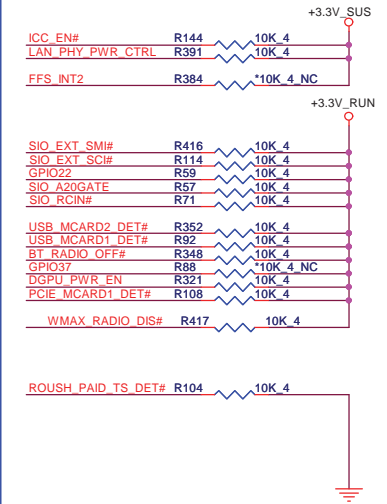 +3.3V_SUS
ICC_EN# R144 10K_4
LAN_PHY_PWR_CTRL R391 10K_4
FFS_INT2 R384 *10K_4_NC
+3.3V_RUN
SIO_EXT_SMI# R416 10K_4
SIO_EXT_SCI# R114 10K_4
GPIO22 R59 10K_4
SIO_A20GATE R57 10K_4
SIO_RCIN# R71 10K_4
USB_MCARD2_DET# R352 10K_4
USB_MCARD1_DET# R92 10K_4
BT_RADIO_OFF# R348 10K_4
GPIO37 R88 *10K_4_NC
DGPU_PWR_EN R321 10K_4
PCIE_MCARD1_DET# R108 10K_4
WMAX_RADIO_DIS# R417 10K_4
ROUSH_PAID_TS_DET# R104 10K_4